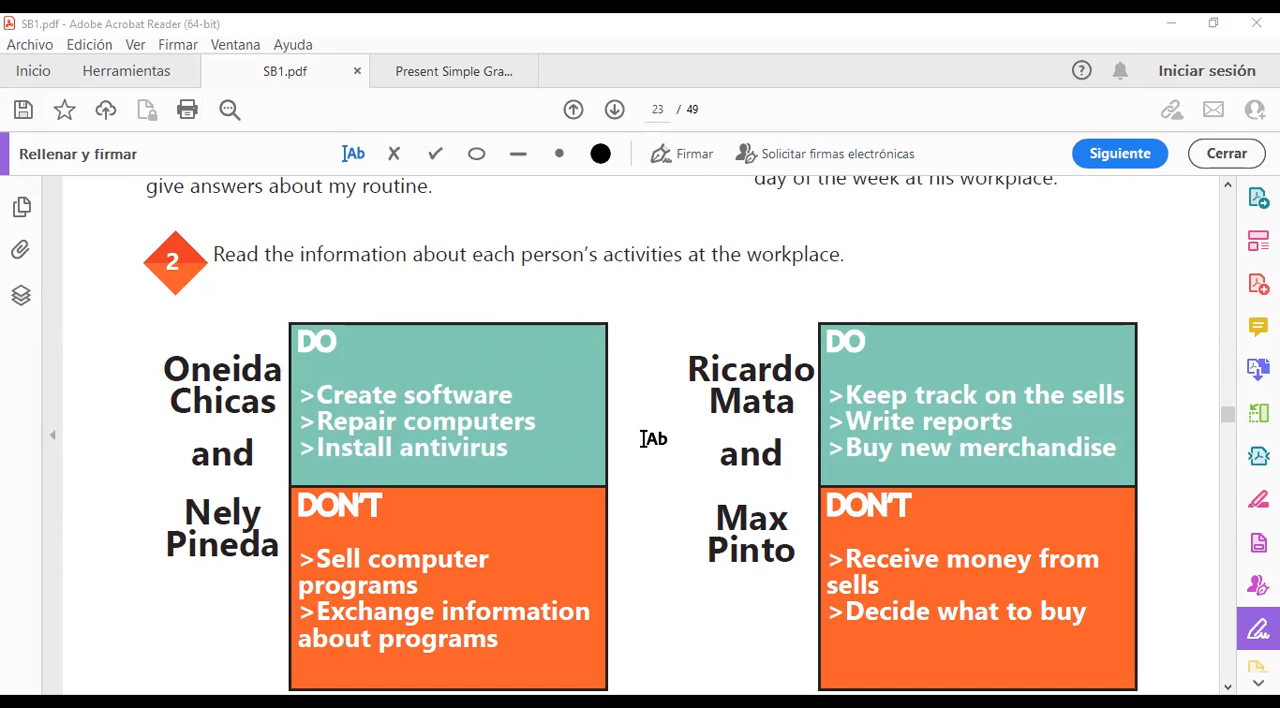 SB1.pdf - Adobe Acrobat Reader (64-bit)
Archivo Edición Ver Firmar Ventana Ayuda
Inicio Herramientas SB1.pdf × Present Simple Gra... Iniciar sesión
23 / 49
Rellenar y firmar Ab Firmar Solicitar firmas electrónicas Siguiente Cerrar
give answers about my routine.
day of the week at his workplace.
2 Read the information about each person's activities at the workplace.
Oneida
Chicas
and
Nely
Pineda
DO
>Create software
>Repair computers
>Install antivirus
DON'T
>Sell computer
programs
>Exchange information
about programs
Ab
Ricardo
Mata
and
Max
Pinto
DO
>Keep track on the sells
>Write reports
>Buy new merchandise
DON'T
>Receive money from
sells
>Decide what to buy